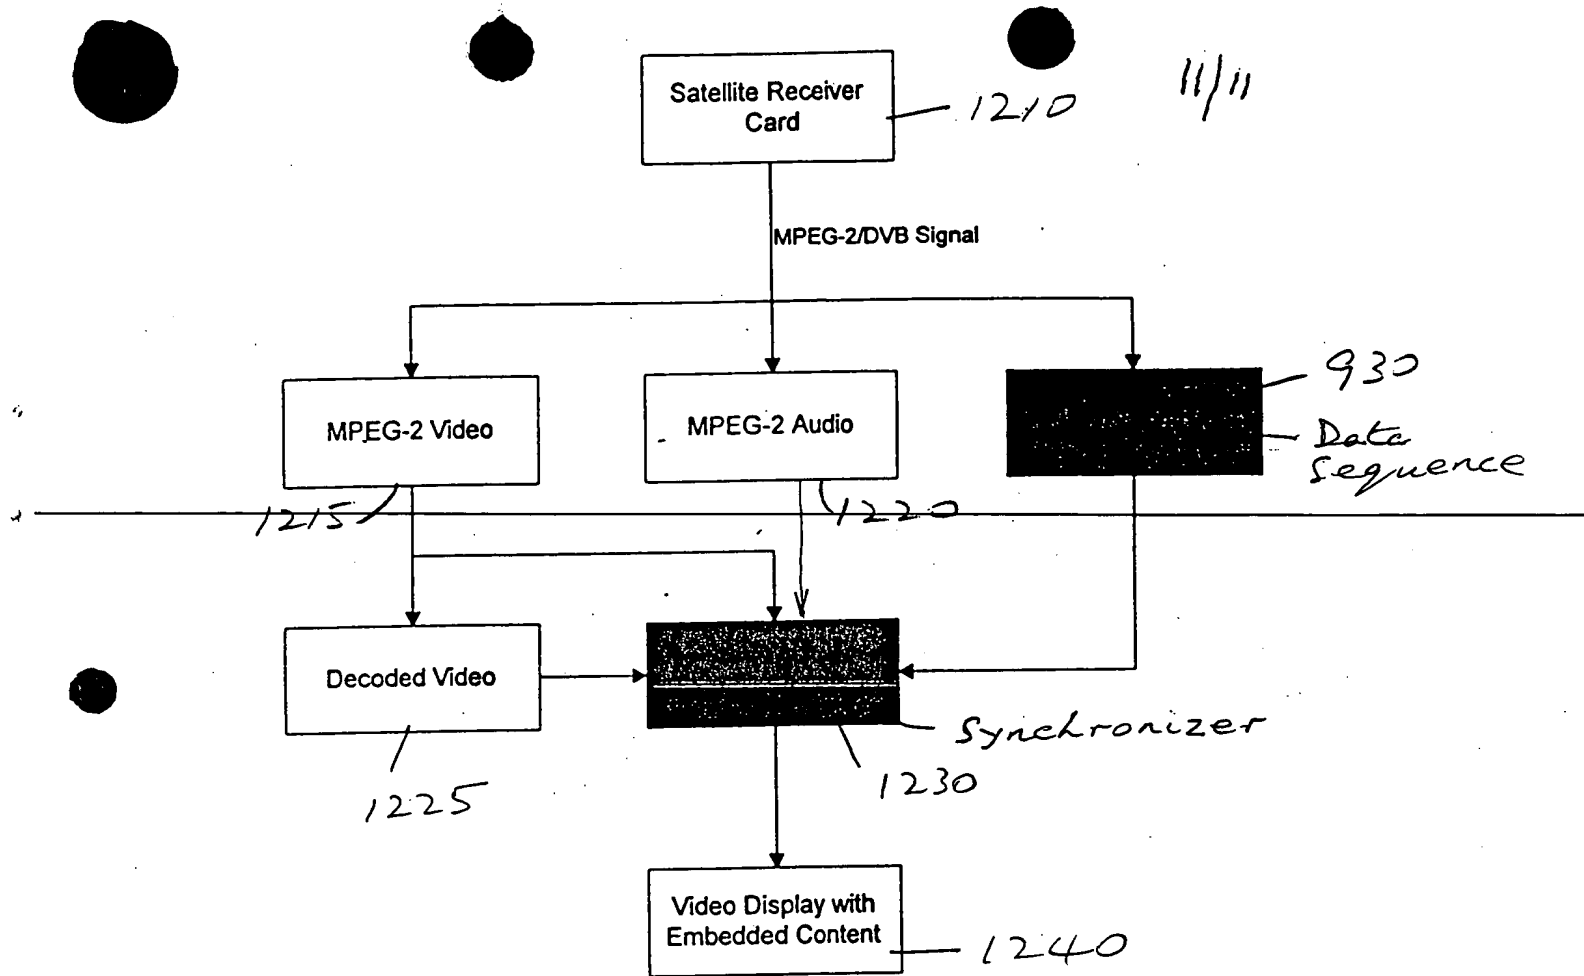 Satellite Receiver
Card
1210
11/11
MPEG-2/DVB Signal
MPEG-2 Video
MPEG-2 Audio
930
Data
Sequence
1215
1220
Decoded Video
Synchronizer
1230
1225
Video Display with
Embedded Content
1240